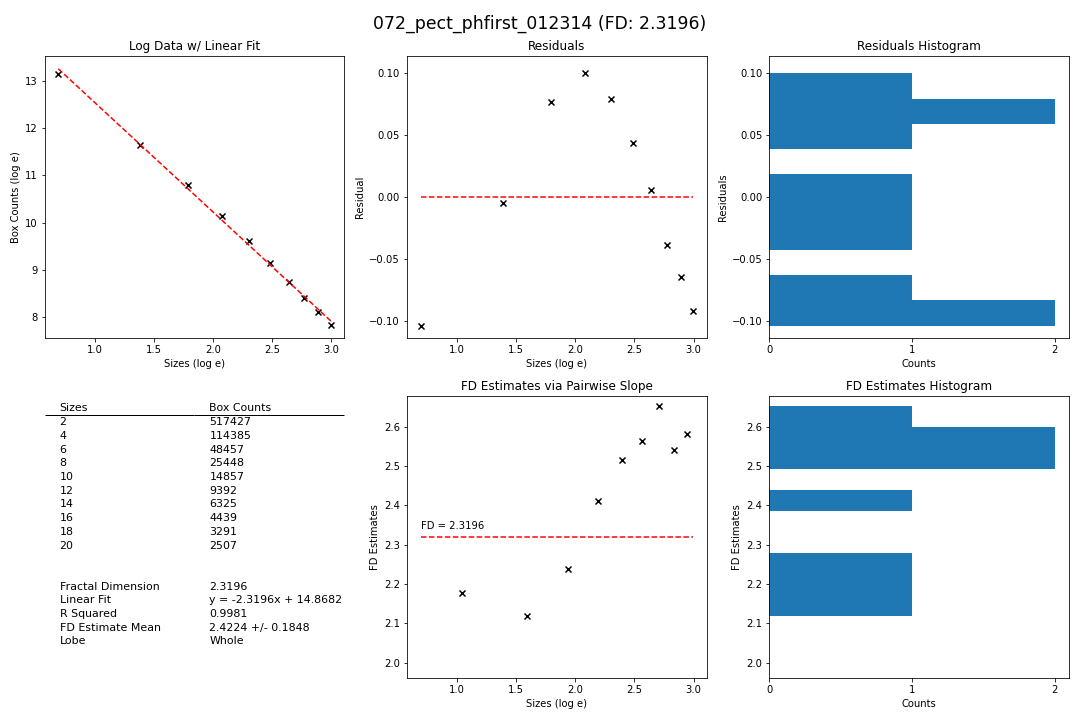 072_pect_phfirst_012314 (FD: 2.3196)
Log Data w/ Linear Fit
Box Counts (log e)
13
12
11
10
9
8
1.0 1.5 2.0 2.5 3.0
Sizes (log e)
Residuals
Residual
0.10
0.05
0.00
−0.05
−0.10
1.0 1.5 2.0 2.5 3.0
Sizes (log e)
Residuals Histogram
Residuals
0.10
0.05
0.00
−0.05
−0.10
0 1 2
Counts
Sizes Box Counts
2 517427
4 114385
6 48457
8 25448
10 14857
12 9392
14 6325
16 4439
18 3291
20 2507
Fractal Dimension 2.3196
Linear Fit y = -2.3196x + 14.8682
R Squared 0.9981
FD Estimate Mean 2.4224 +/- 0.1848
Lobe Whole
FD Estimates via Pairwise Slope
FD Estimates
2.6
2.5
2.4
2.3
2.2
2.1
2.0
FD = 2.3196
1.0 1.5 2.0 2.5 3.0
Sizes (log e)
FD Estimates Histogram
FD Estimates
2.6
2.5
2.4
2.3
2.2
2.1
2.0
0 1 2
Counts